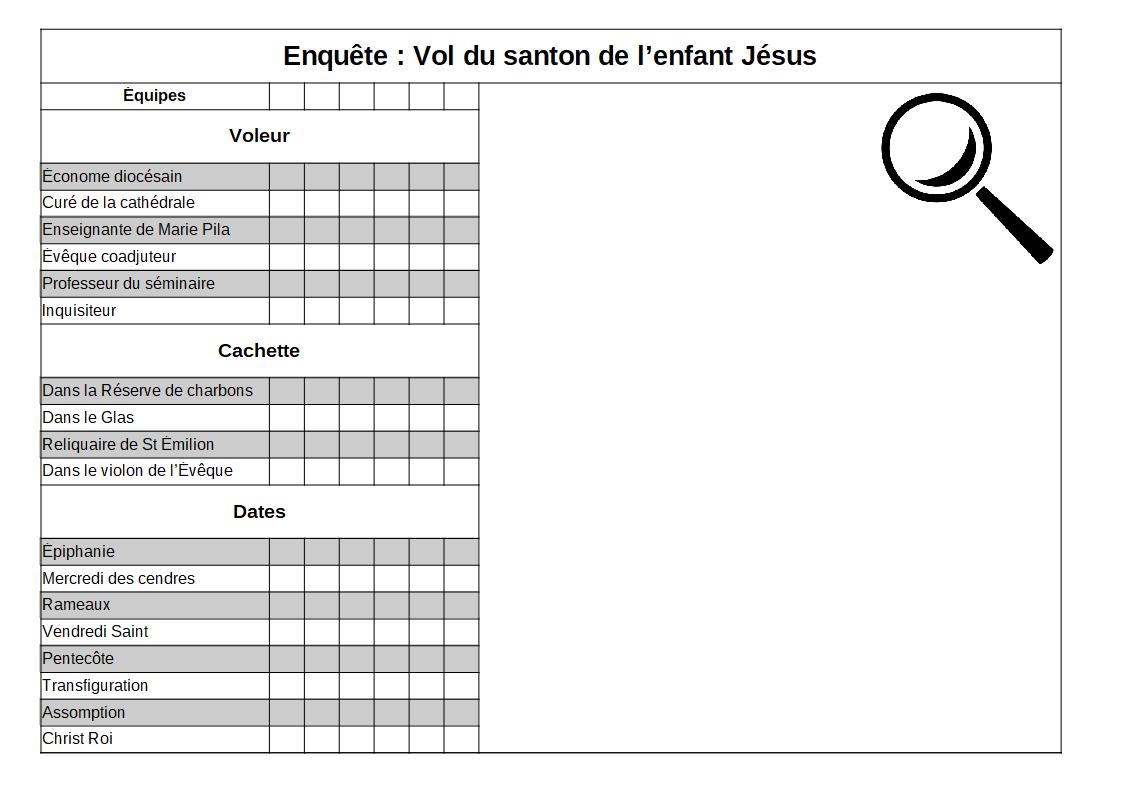 Enquête : Vol du santon de l’enfant Jésus
Équipes
Voleur
Économe diocésain
Curé de la cathédrale
Enseignante de Marie Pila
Évêque coadjuteur
Professeur du séminaire
Inquisiteur
Cachette
Dans la Réserve de charbons
Dans le Glas
Reliquaire de St Émilion
Dans le violon de l’Évêque
Dates
Épiphanie
Mercredi des cendres
Rameaux
Vendredi Saint
Pentecôte
Transfiguration
Assomption
Christ Roi